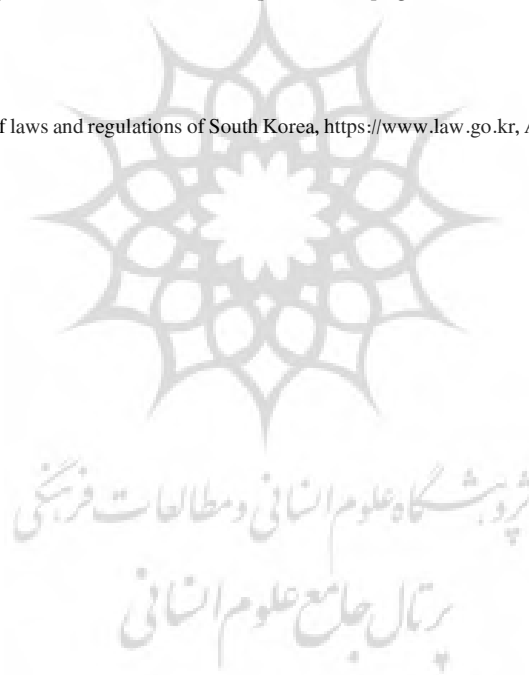 f laws and regulations of South Korea, https://www.law.go.kr, A
پژوهشگاه علوم انسانی و مطالعات فرهنگی
پرتال جامع علوم انسانی